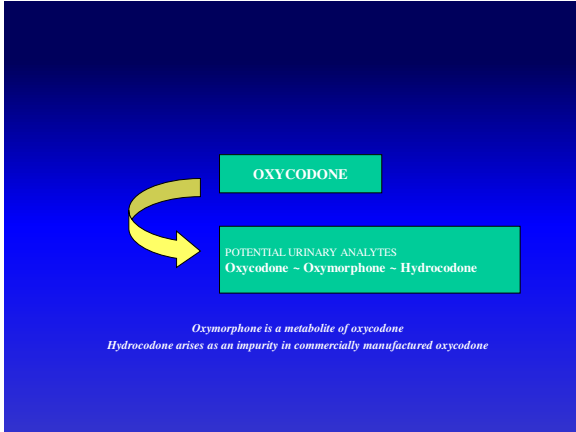 OXYCODONE
POTENTIAL URINARY ANALYTES
Oxycodone ~ Oxymorphone ~ Hydrocodone
Oxymorphone is a metabolite of oxycodone
Hydrocodone arises as an impurity in commercially manufactured oxycodone